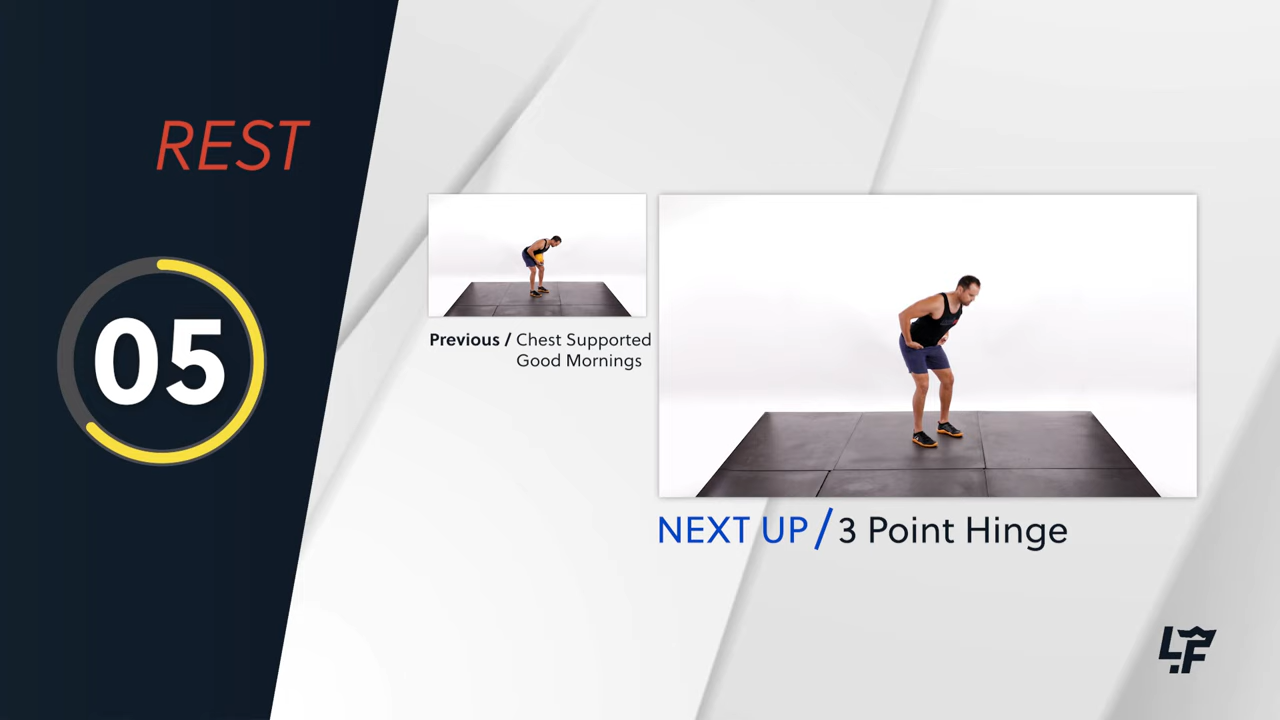 REST
05
Previous / Chest Supported
Good Mornings
NEXT UP / 3 Point Hinge
LF